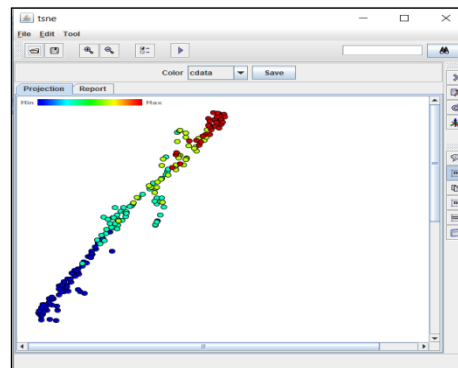 tsne
File Edit Tool
Color cdata Save
Projection Report
Min Max